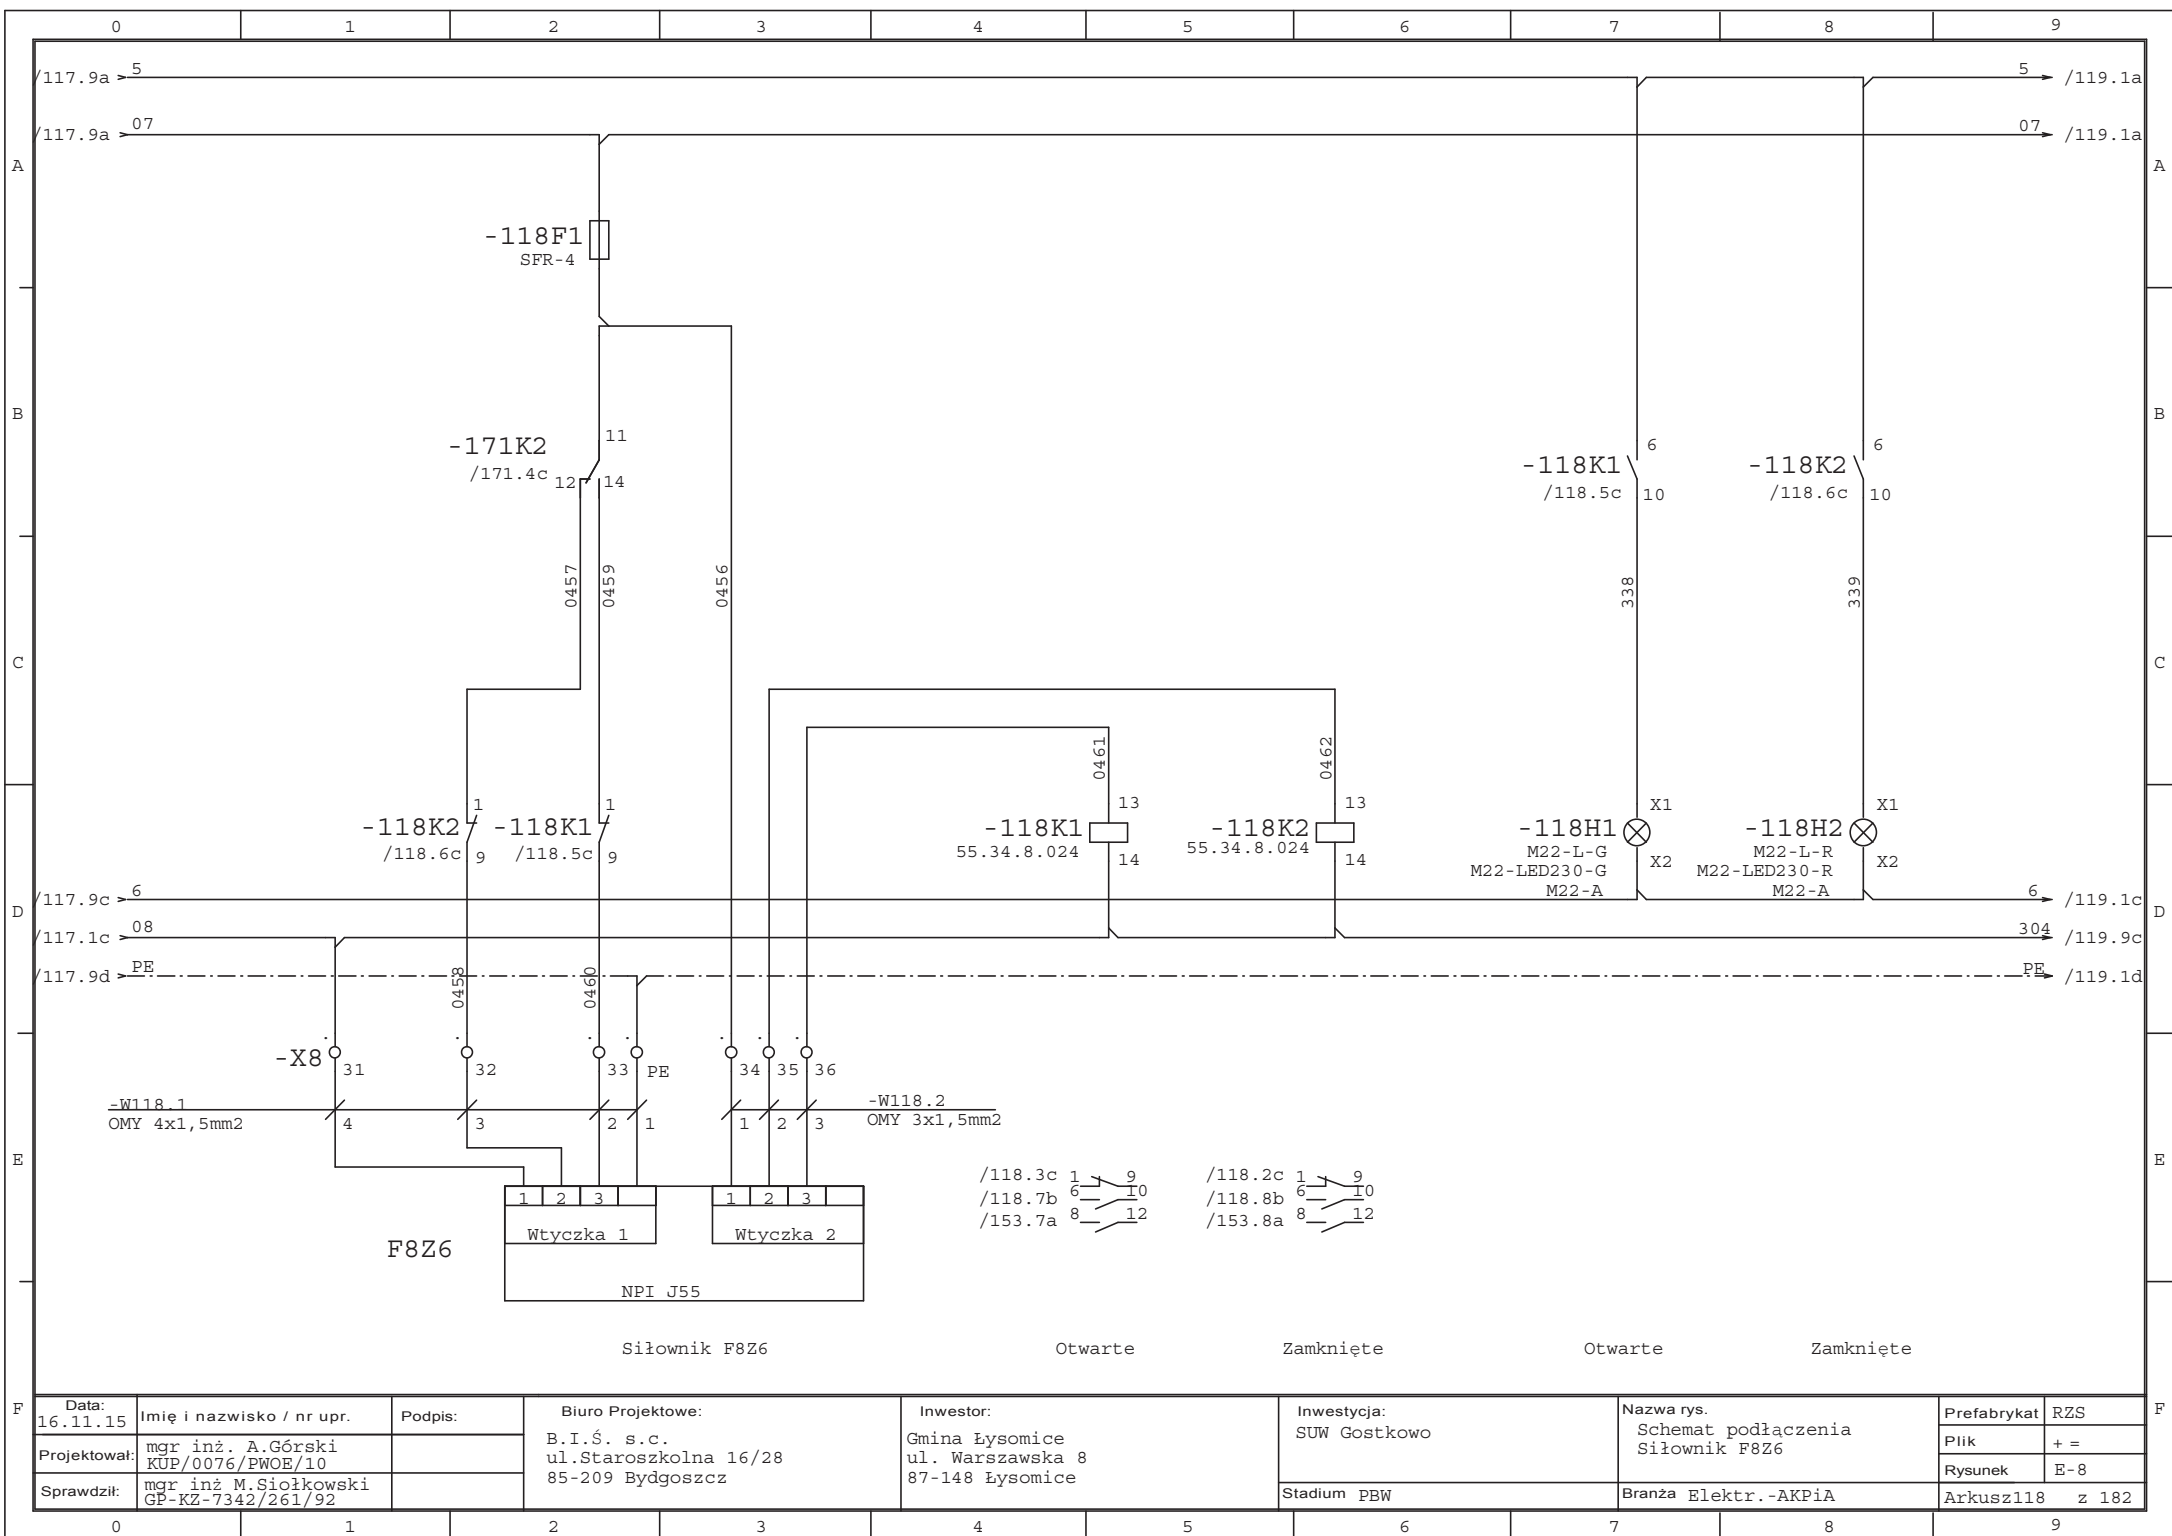 0 1 2 3 4 5 6 7 8 9
/117.9a 5 5 /119.1a
/117.9a 07 07 /119.1a
A A
-118F1
SFR-4
B B
-171K2 11
/171.4c 12 14
-118K1 6
/118.5c 10
-118K2 6
/118.6c 10
0457 0459 0456 338 339
C C
0461 0462
1 1 13 13 X1 X1
-118K2 -118K1 -118K1 -118K2 -118H1 -118H2
/118.6c 9 /118.5c 9 55.34.8.024 14 55.34.8.024 14
M22-L-G X2 M22-L-R X2
M22-LED230-G M22-LED230-R
M22-A M22-A
/117.9c 6 6 /119.1c
D D
/117.1c 08 304 /119.9c
/117.9d PE PE /119.1d
0458 0460
-X8 31 32 33 PE 34 35 36
-W118.1 -W118.2
OMY 4x1,5mm2 4 3 2 1 1 2 3 OMY 3x1,5mm2
E E
/118.3c 1 9 /118.2c 1 9
/118.7b 6 10 /118.8b 6 10
/153.7a 8 12 /153.8a 8 12
1 2 3 1 2 3
Wtyczka 1 Wtyczka 2
F8Z6
NPI J55
Siłownik F8Z6 Otwarte Zamknięte Otwarte Zamknięte
F F
Data:
16.11.15
Imię i nazwisko / nr upr.
Podpis:
Projektował:
mgr inż. A.Górski
KUP/0076/PWOE/10
Sprawdził:
mgr inż M.Siołkowski
GP-KZ-7342/261/92
Biuro Projektowe:
B.I.Ś. s.c.
ul.Staroszkolna 16/28
85-209 Bydgoszcz
Inwestor:
Gmina Łysomice
ul. Warszawska 8
87-148 Łysomice
Inwestycja:
SUW Gostkowo
Stadium PBW
Nazwa rys.
Schemat podłączenia
Siłownik F8Z6
Branża Elektr.-AKPiA
Prefabrykat RZS
Plik + =
Rysunek E-8
Arkusz118 z 182
0 1 2 3 4 5 6 7 8 9